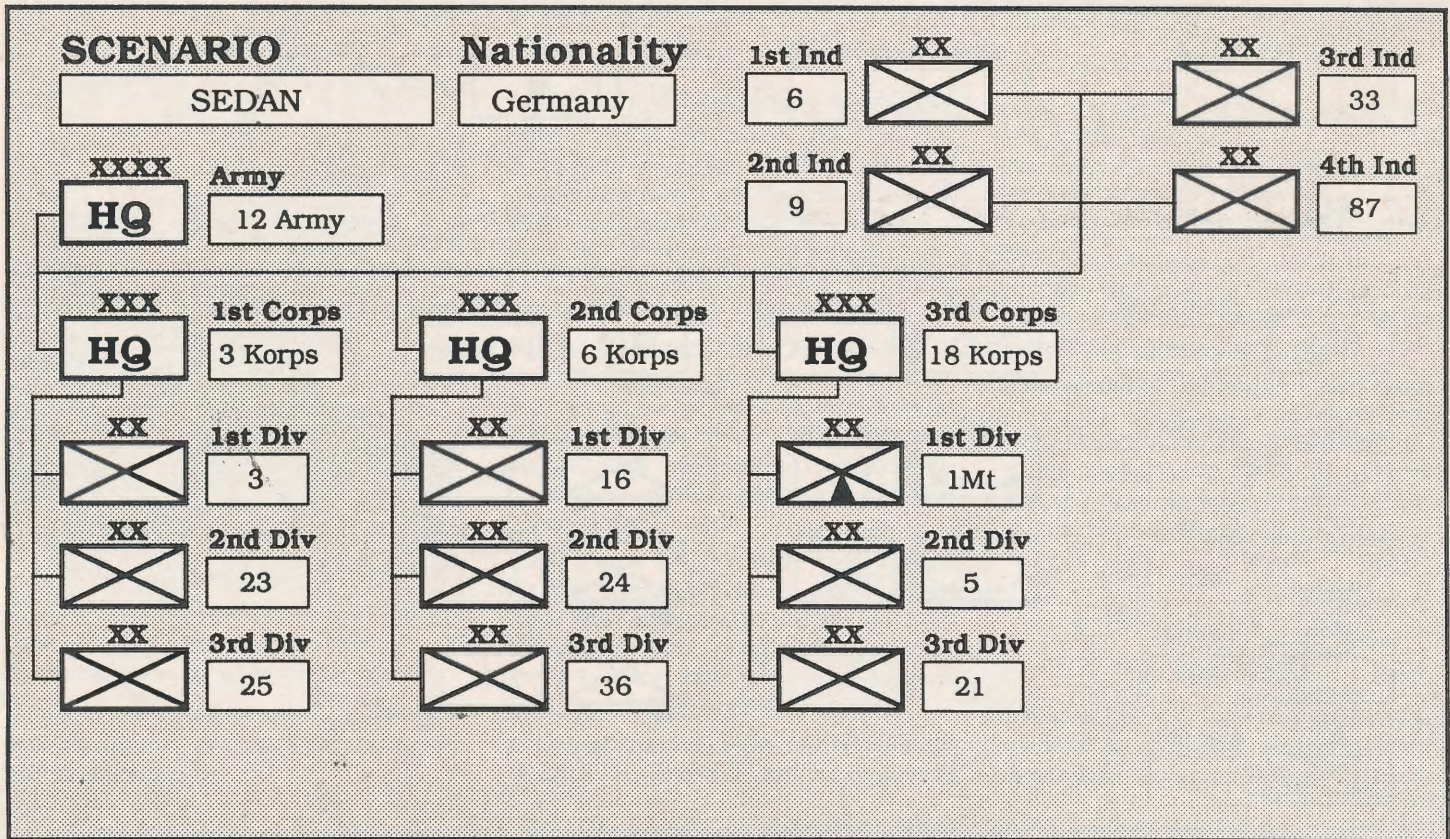 SCENARIO Nationality
SEDAN Germany
1st Ind XX XX 3rd Ind
6 33
2nd Ind XX XX 4th Ind
9 87
XXXX Army
HQ 12 Army
XXX 1st Corps XXX 2nd Corps XXX 3rd Corps
HQ 3 Korps HQ 6 Korps HQ 18 Korps
XX 1st Div XX 1st Div XX 1st Div
3 16 1Mt
XX 2nd Div XX 2nd Div XX 2nd Div
23 24 5
XX 3rd Div XX 3rd Div XX 3rd Div
25 36 21